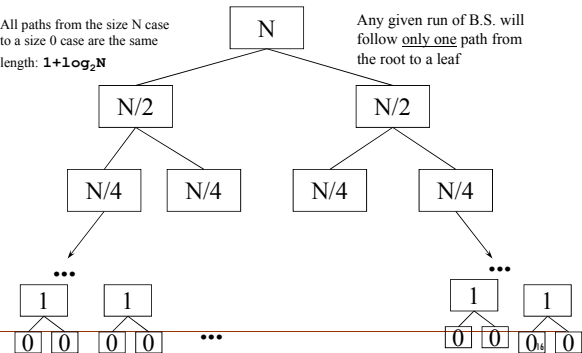 All paths from the size N case
to a size 0 case are the same
length: 1+log₂N
Any given run of B.S. will
follow only one path from
the root to a leaf
N
N/2 N/2
N/4 N/4 N/4 N/4
... ...
1 1 1 1
0 0 0 0 ... 0 0 0 0
16